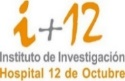 i+12
Instituto de Investigación
Hospital 12 de Octubre